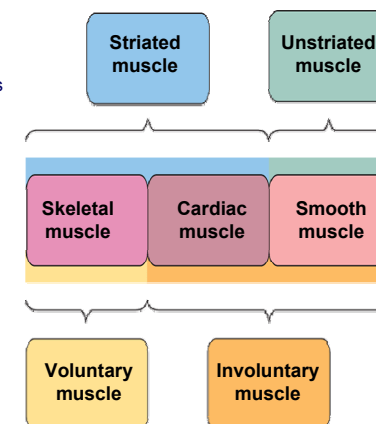 Striated
muscle
Unstriated
muscle
s
Skeletal
muscle
Cardiac
muscle
Smooth
muscle
Voluntary
muscle
Involuntary
muscle